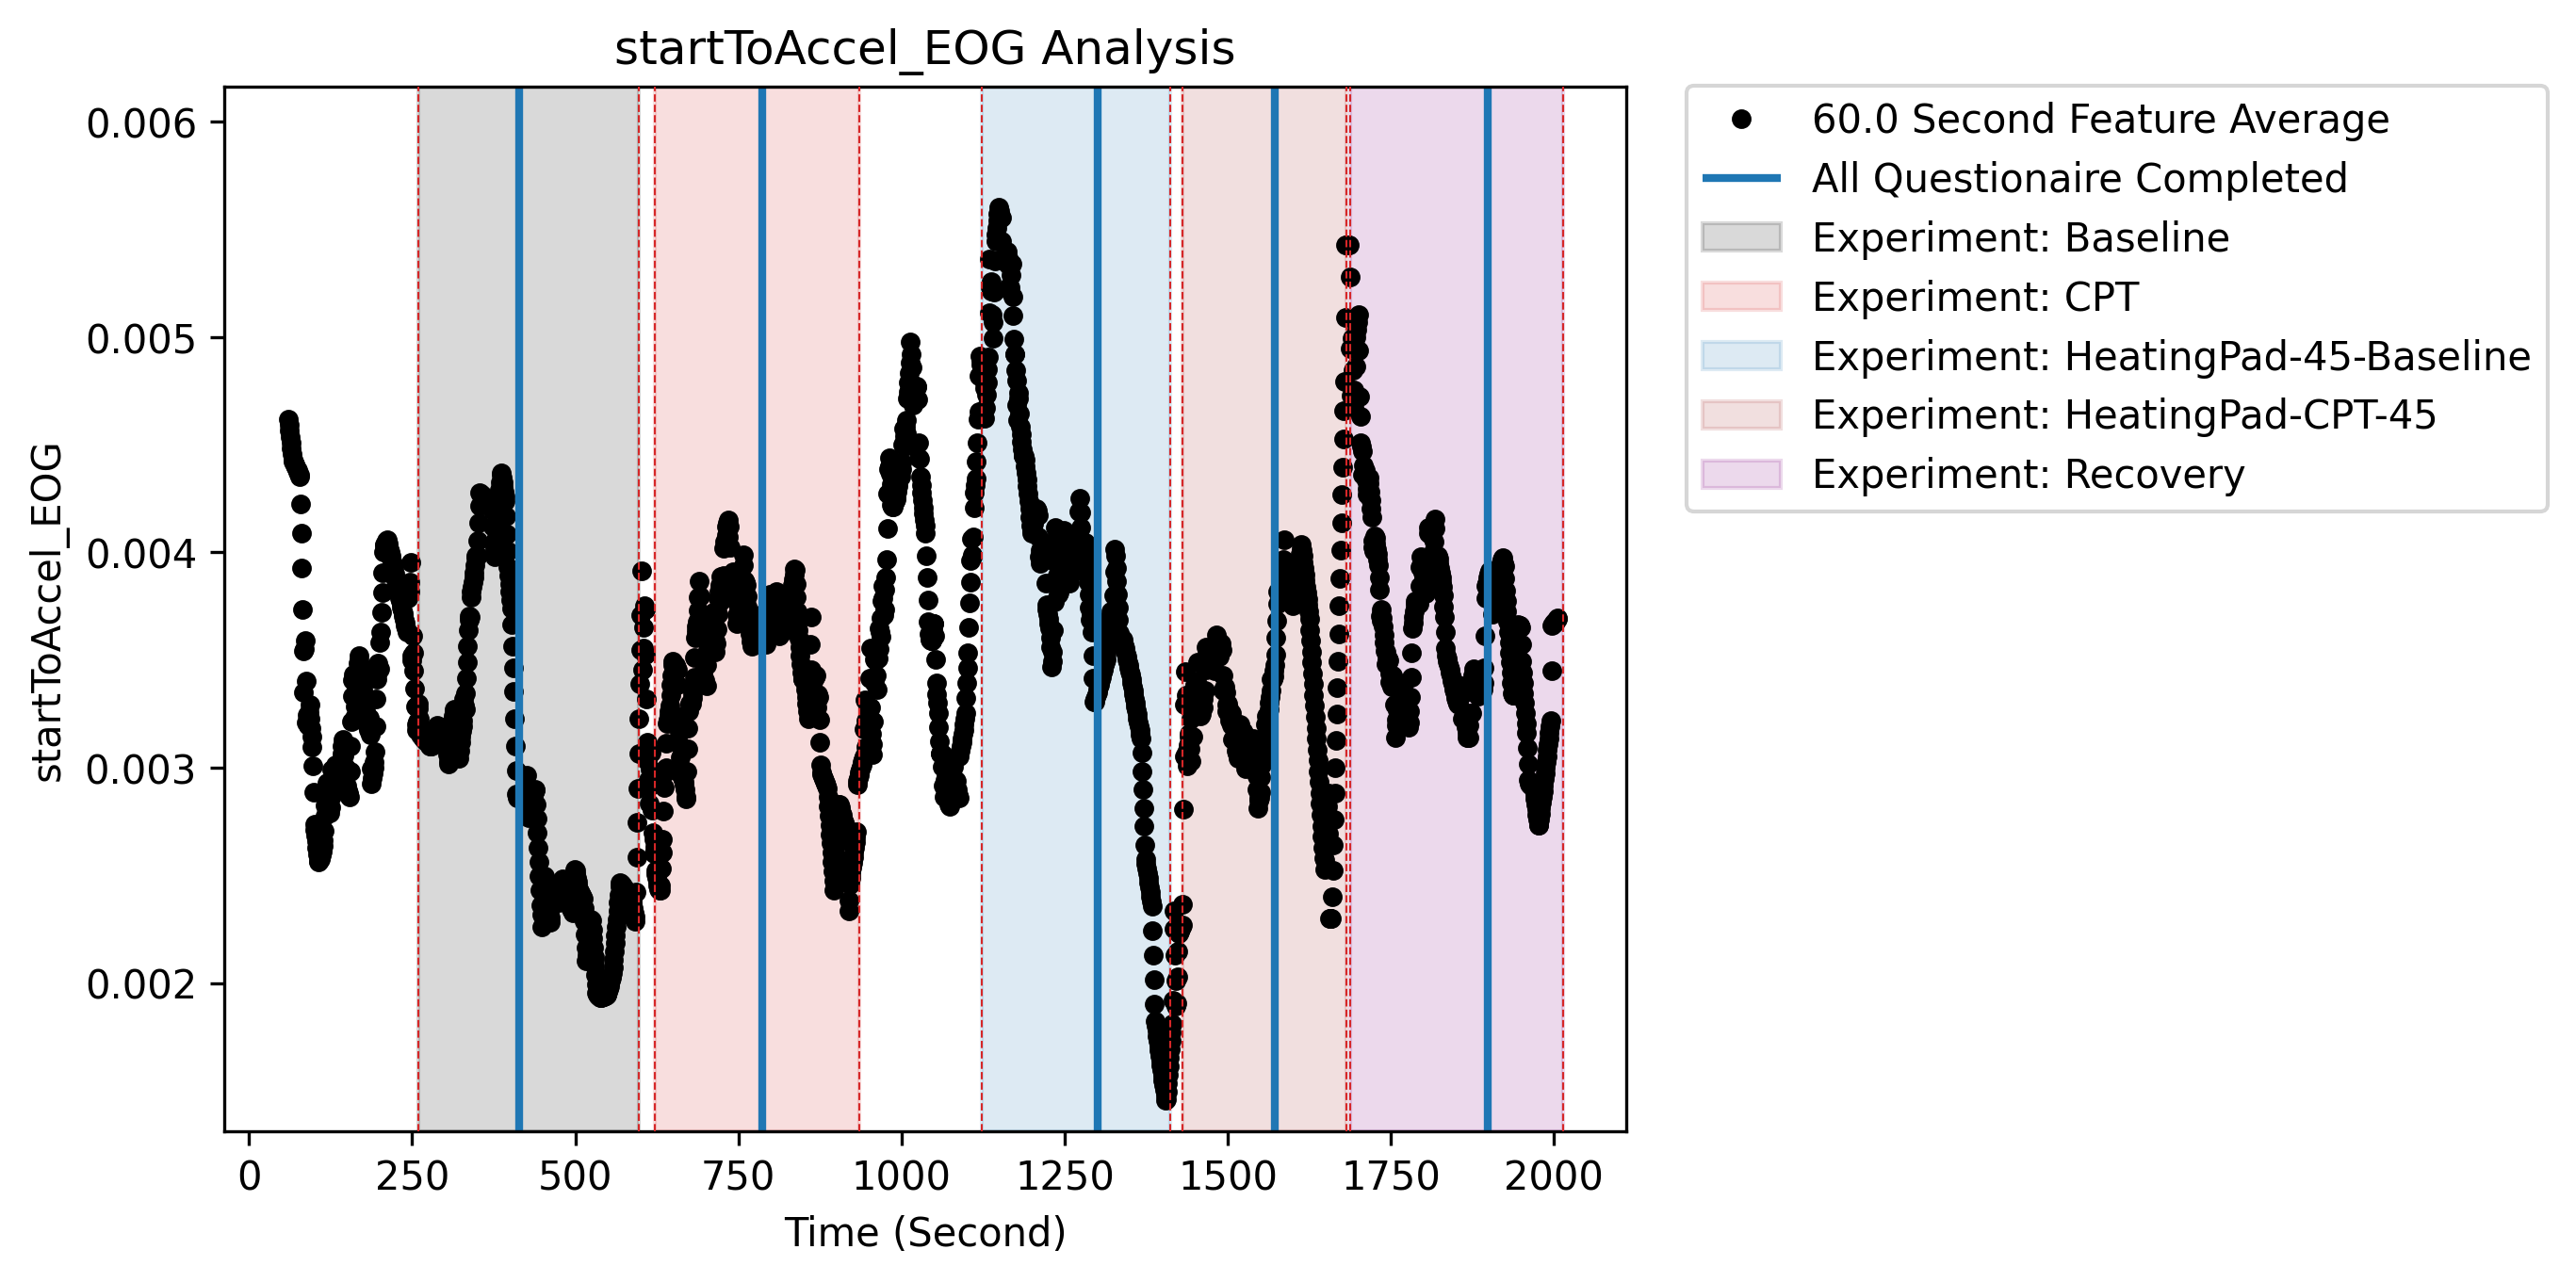 startToAccel_EOG Analysis
0.006
0.005
0.004
0.003
0.002
startToAccel_EOG
0 250 500 750 1000 1250 1500 1750 2000
Time (Second)
60.0 Second Feature Average
All Questionaire Completed
Experiment: Baseline
Experiment: CPT
Experiment: HeatingPad-45-Baseline
Experiment: HeatingPad-CPT-45
Experiment: Recovery